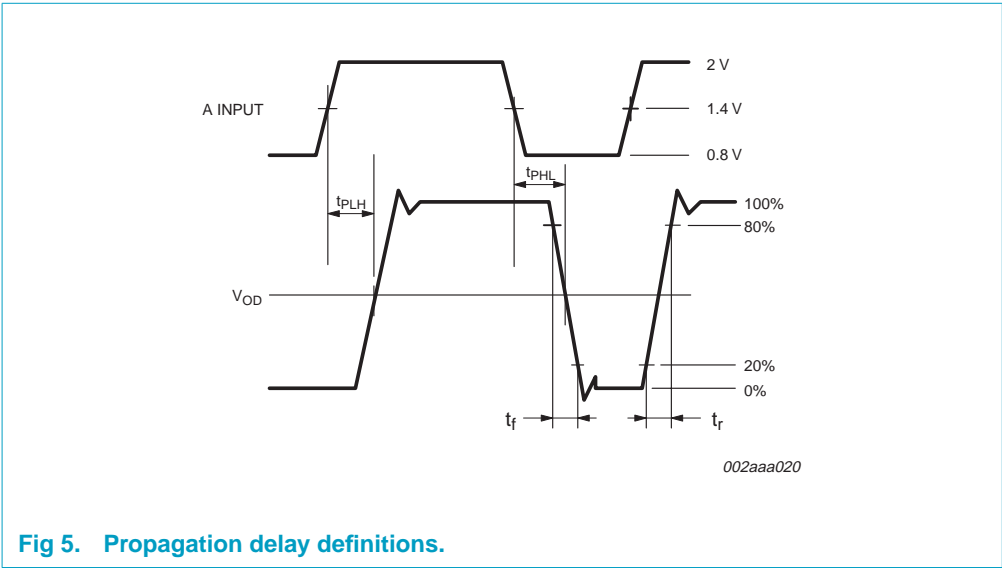 2 V
A INPUT
1.4 V
0.8 V
tPHL
tPLH
100%
80%
VOD
20%
0%
tf
tr
002aaa020
Fig 5. Propagation delay definitions.